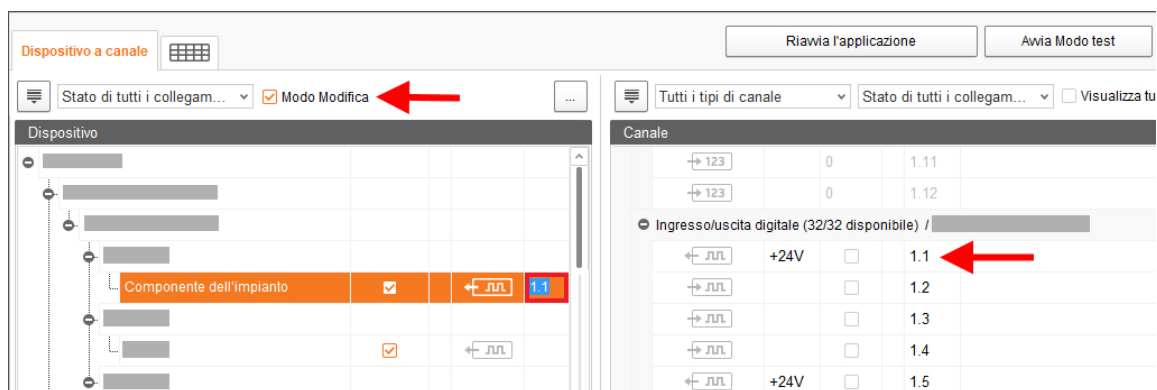 Riavvia l'applicazione
Avvia Modo test
Dispositivo a canale
Stato di tutti i collegam...
Modo Modifica
...
Tutti i tipi di canale
Stato di tutti i collegam...
Visualizza tu
Dispositivo
Canale
123 0 1.11
123 0 1.12
Ingresso/uscita digitale (32/32 disponibile) /
+24V 1.1
Componente dell'impianto 1.1
1.2
1.3
1.4
+24V 1.5